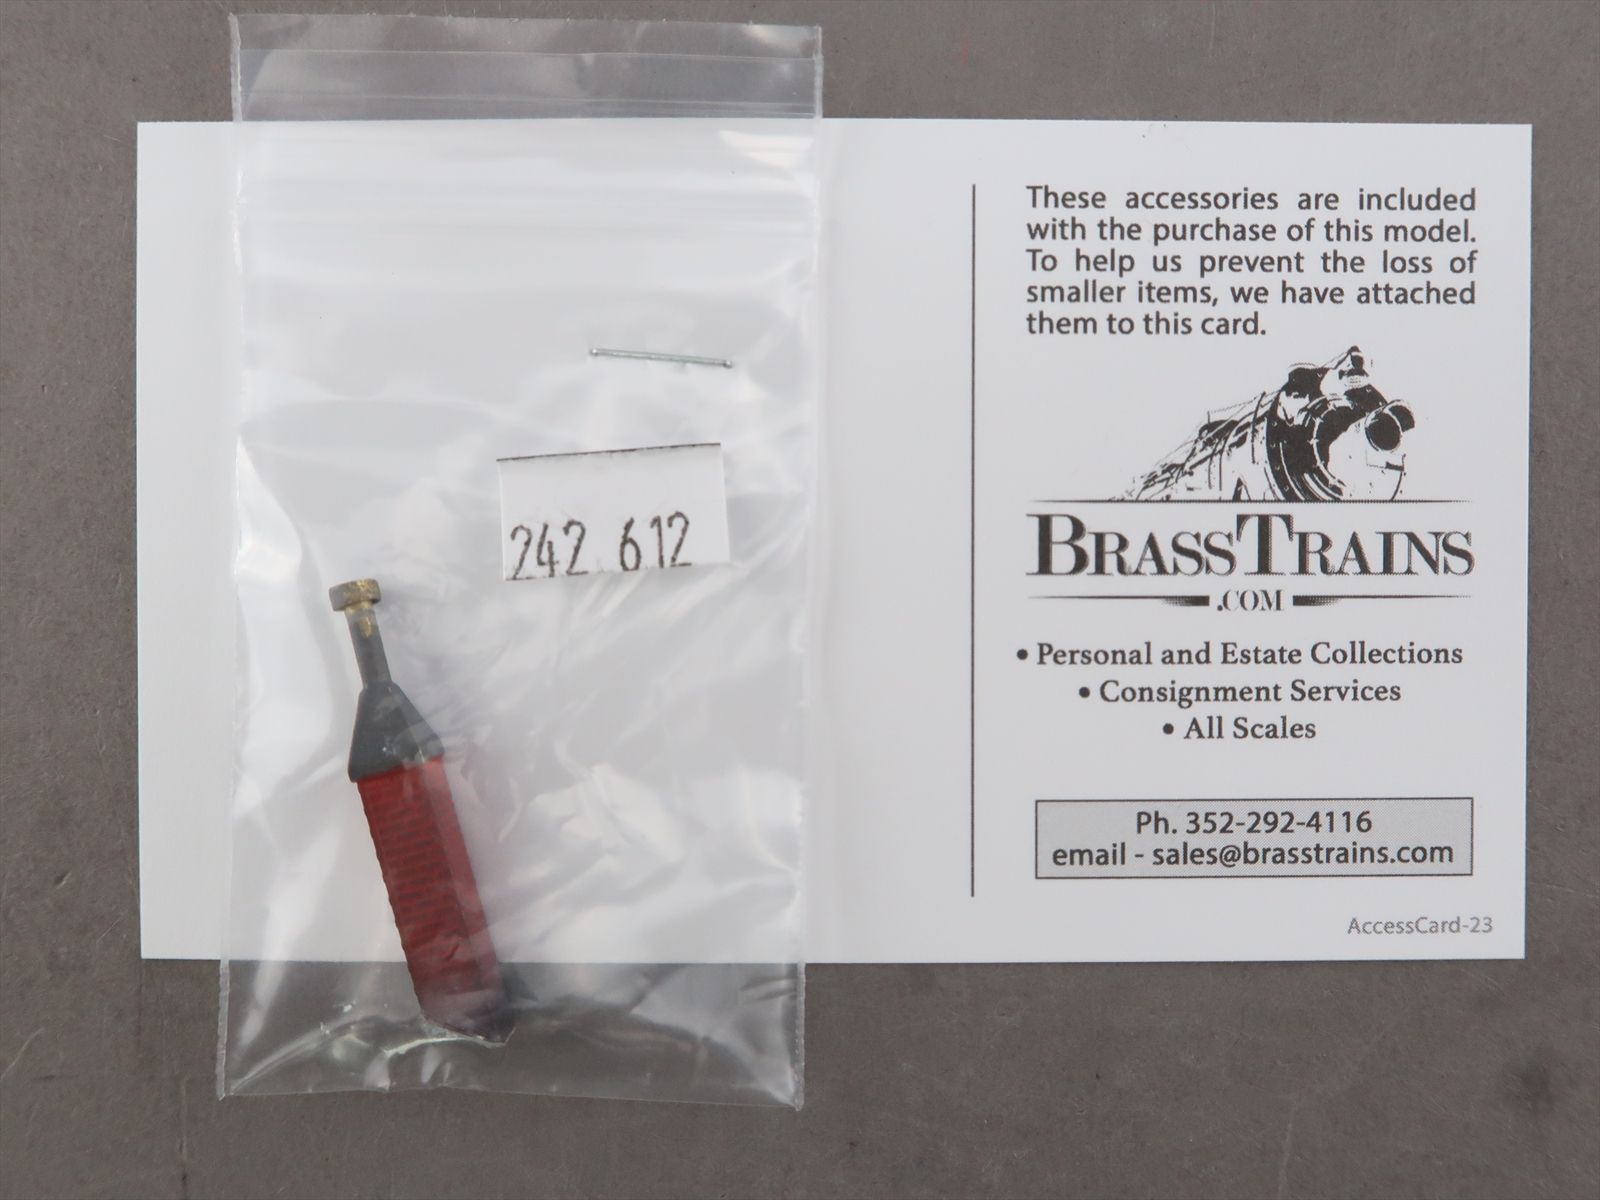 242 612
These accessories are included
with the purchase of this model.
To help us prevent the loss of
smaller items, we have attached
them to this card.
BRASSTRAINS
.COM
• Personal and Estate Collections
• Consignment Services
• All Scales
Ph. 352-292-4116
email - sales@brasstrains.com
AccessCard-23